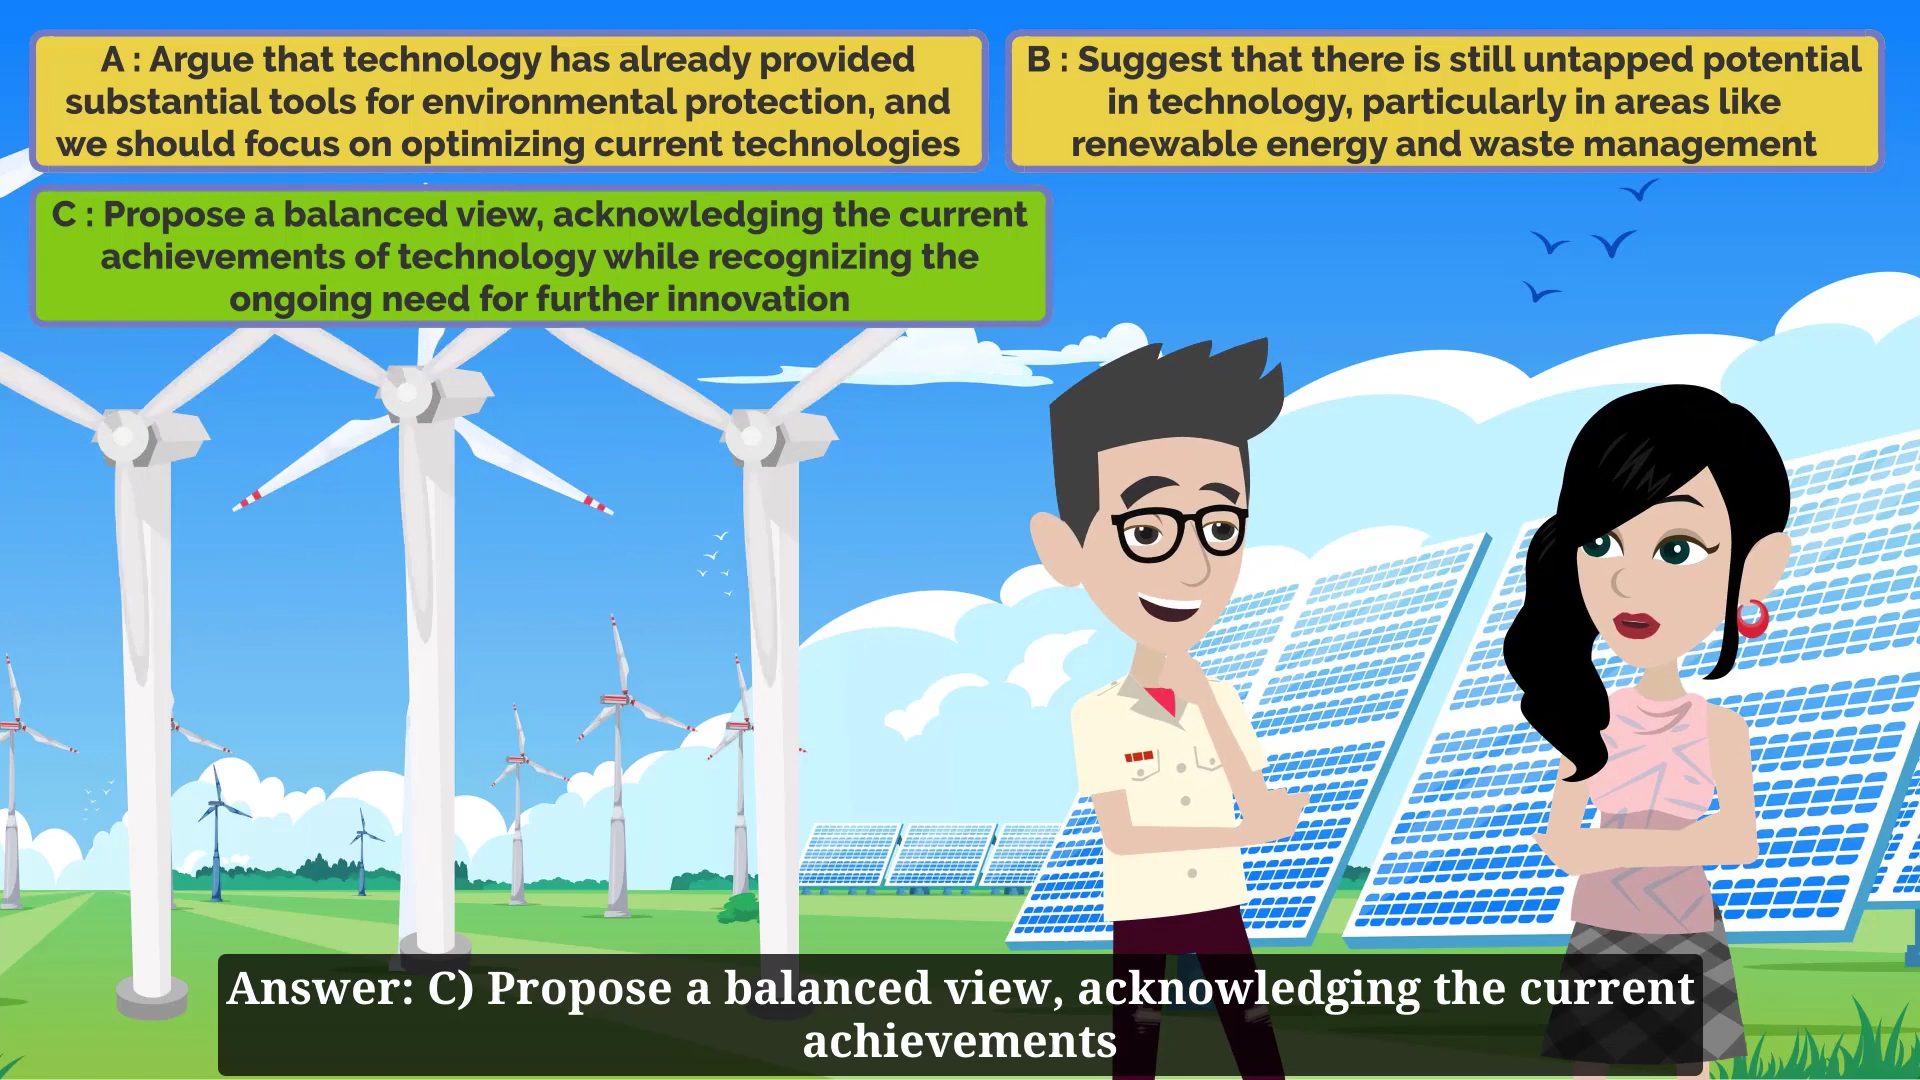 A : Argue that technology has already provided
substantial tools for environmental protection, and
we should focus on optimizing current technologies
B : Suggest that there is still untapped potential
in technology, particularly in areas like
renewable energy and waste management
C : Propose a balanced view, acknowledging the current
achievements of technology while recognizing the
ongoing need for further innovation
Answer: C) Propose a balanced view, acknowledging the current
achievements